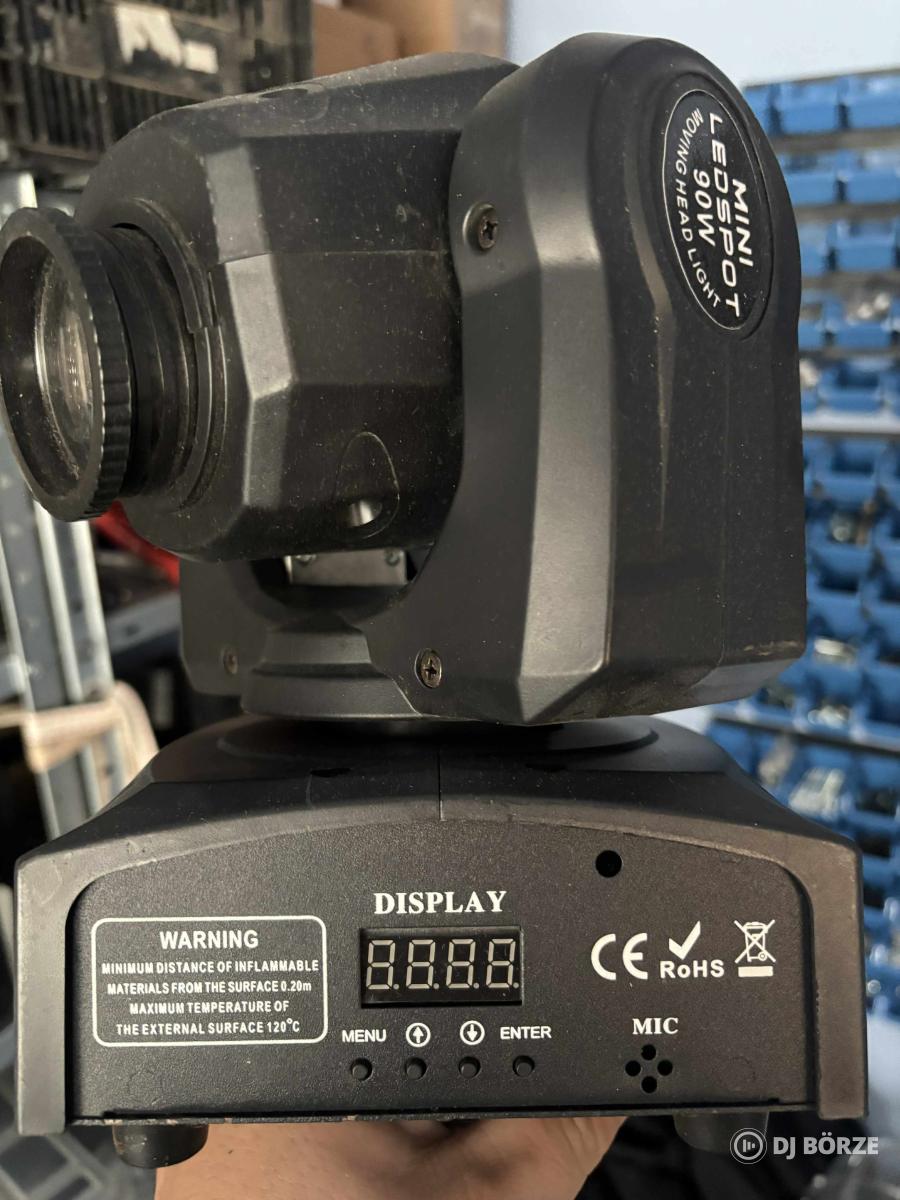 MINI
LEDSPOT
90W
MOVING HEAD LIGHT
DISPLAY
WARNING
MINIMUM DISTANCE OF INFLAMMABLE
MATERIALS FROM THE SURFACE 0.20m
MAXIMUM TEMPERATURE OF
THE EXTERNAL SURFACE 120°C
8.8.8.8.
CE RoHS
MENU ENTER
MIC
DJ BÖRZE